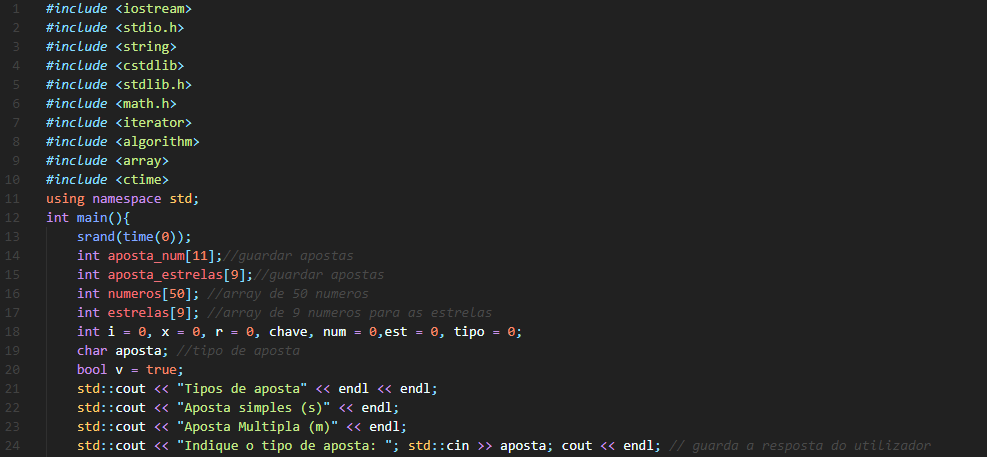 1 #include <iostream>
2 #include <stdio.h>
3 #include <string>
4 #include <cstdlib>
5 #include <stdlib.h>
6 #include <math.h>
7 #include <iterator>
8 #include <algorithm>
9 #include <array>
10 #include <ctime>
11 using namespace std;
12 int main(){
13 srand(time(0));
14 int aposta_num[11];//guardar apostas
15 int aposta_estrelas[9];//guardar apostas
16 int numeros[50]; //array de 50 numeros
17 int estrelas[9]; //array de 9 numeros para as estrelas
18 int i = 0, x = 0, r = 0, chave, num = 0,est = 0, tipo = 0;
19 char aposta; //tipo de aposta
20 bool v = true;
21 std::cout << "Tipos de aposta" << endl << endl;
22 std::cout << "Aposta simples (s)" << endl;
23 std::cout << "Aposta Multipla (m)" << endl;
24 std::cout << "Indique o tipo de aposta: "; std::cin >> aposta; cout << endl; // guarda a resposta do utilizador